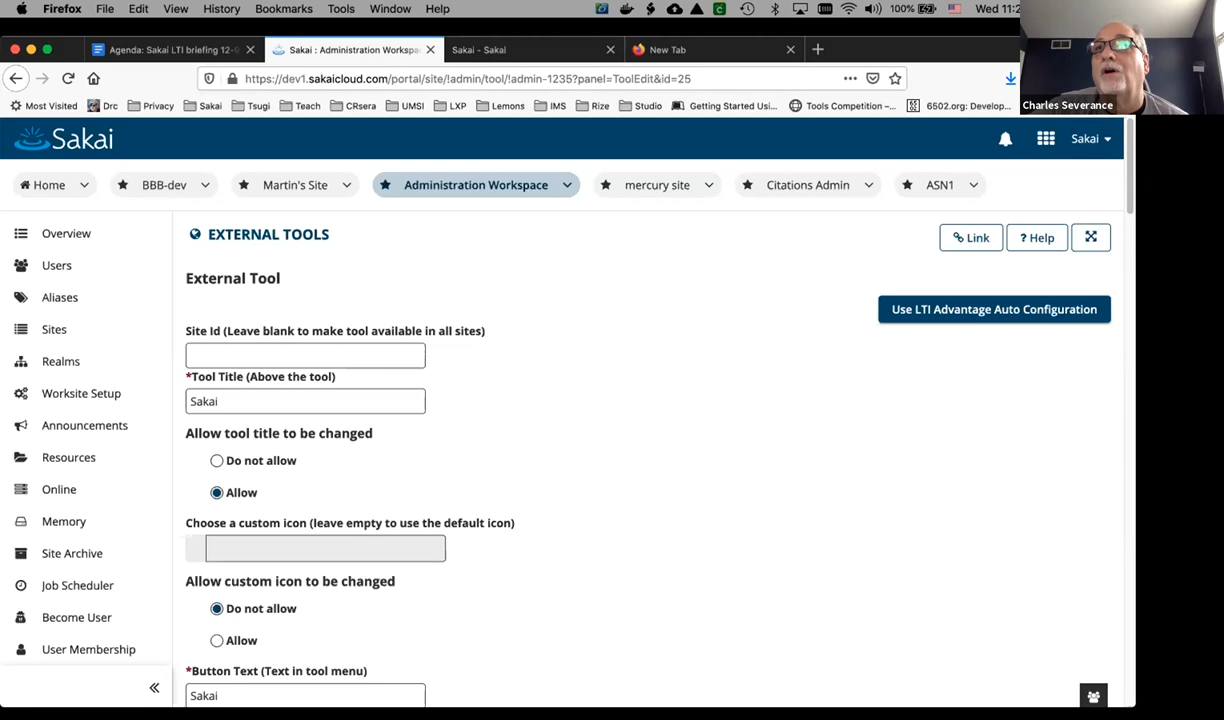 Firefox File Edit View History Bookmarks Tools Window Help 100% Wed 11:2
Agenda: Sakai LTI briefing 12-9 Sakai : Administration Workspa Sakai - Sakai New Tab
https://dev1.sakaicloud.com/portal/site/!admin/tool/!admin-1235?panel=ToolEdit&id=25
Most Visited Drc Privacy Sakai Tsugi Teach CRsera UMSI LXP Lemons IMS Rize Studio Getting Started Usi... Tools Competition –... 6502.org: Develop...
Charles Severance
Sakai
Sakai
Home BBB-dev Martin's Site Administration Workspace mercury site Citations Admin ASN1
Overview
Users
Aliases
Sites
Realms
Worksite Setup
Announcements
Resources
Online
Memory
Site Archive
Job Scheduler
Become User
User Membership
EXTERNAL TOOLS
Link
? Help
External Tool
Use LTI Advantage Auto Configuration
Site Id (Leave blank to make tool available in all sites)
*Tool Title (Above the tool)
Sakai
Allow tool title to be changed
Do not allow
Allow
Choose a custom icon (leave empty to use the default icon)
Allow custom icon to be changed
Do not allow
Allow
*Button Text (Text in tool menu)
Sakai